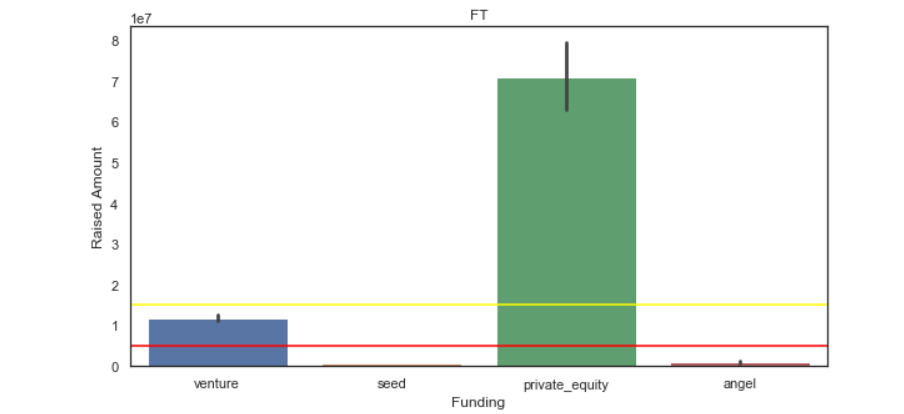 FT
1e7
8
7
6
5
4
3
2
1
0
Raised Amount
venture seed private_equity angel
Funding